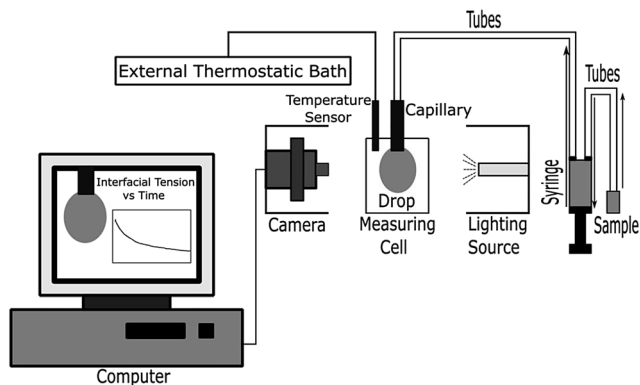 Tubes
External Thermostatic Bath
Tubes
Temperature
Sensor
Capillary
Interfacial Tension
vs Time
Syringe
Drop
Camera
Measuring
Cell
Lighting
Source
Sample
Computer